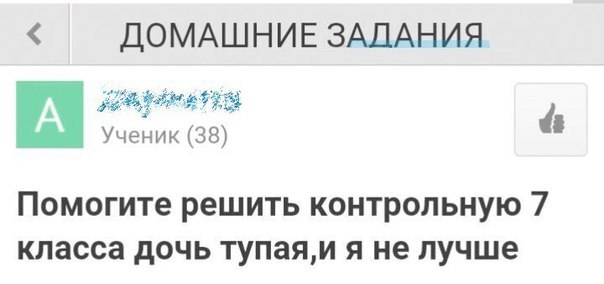 ДОМАШНИЕ ЗАДАНИЯ
А
Ученик (38)
Помогите решить контрольную 7
класса дочь тупая,и я не лучше